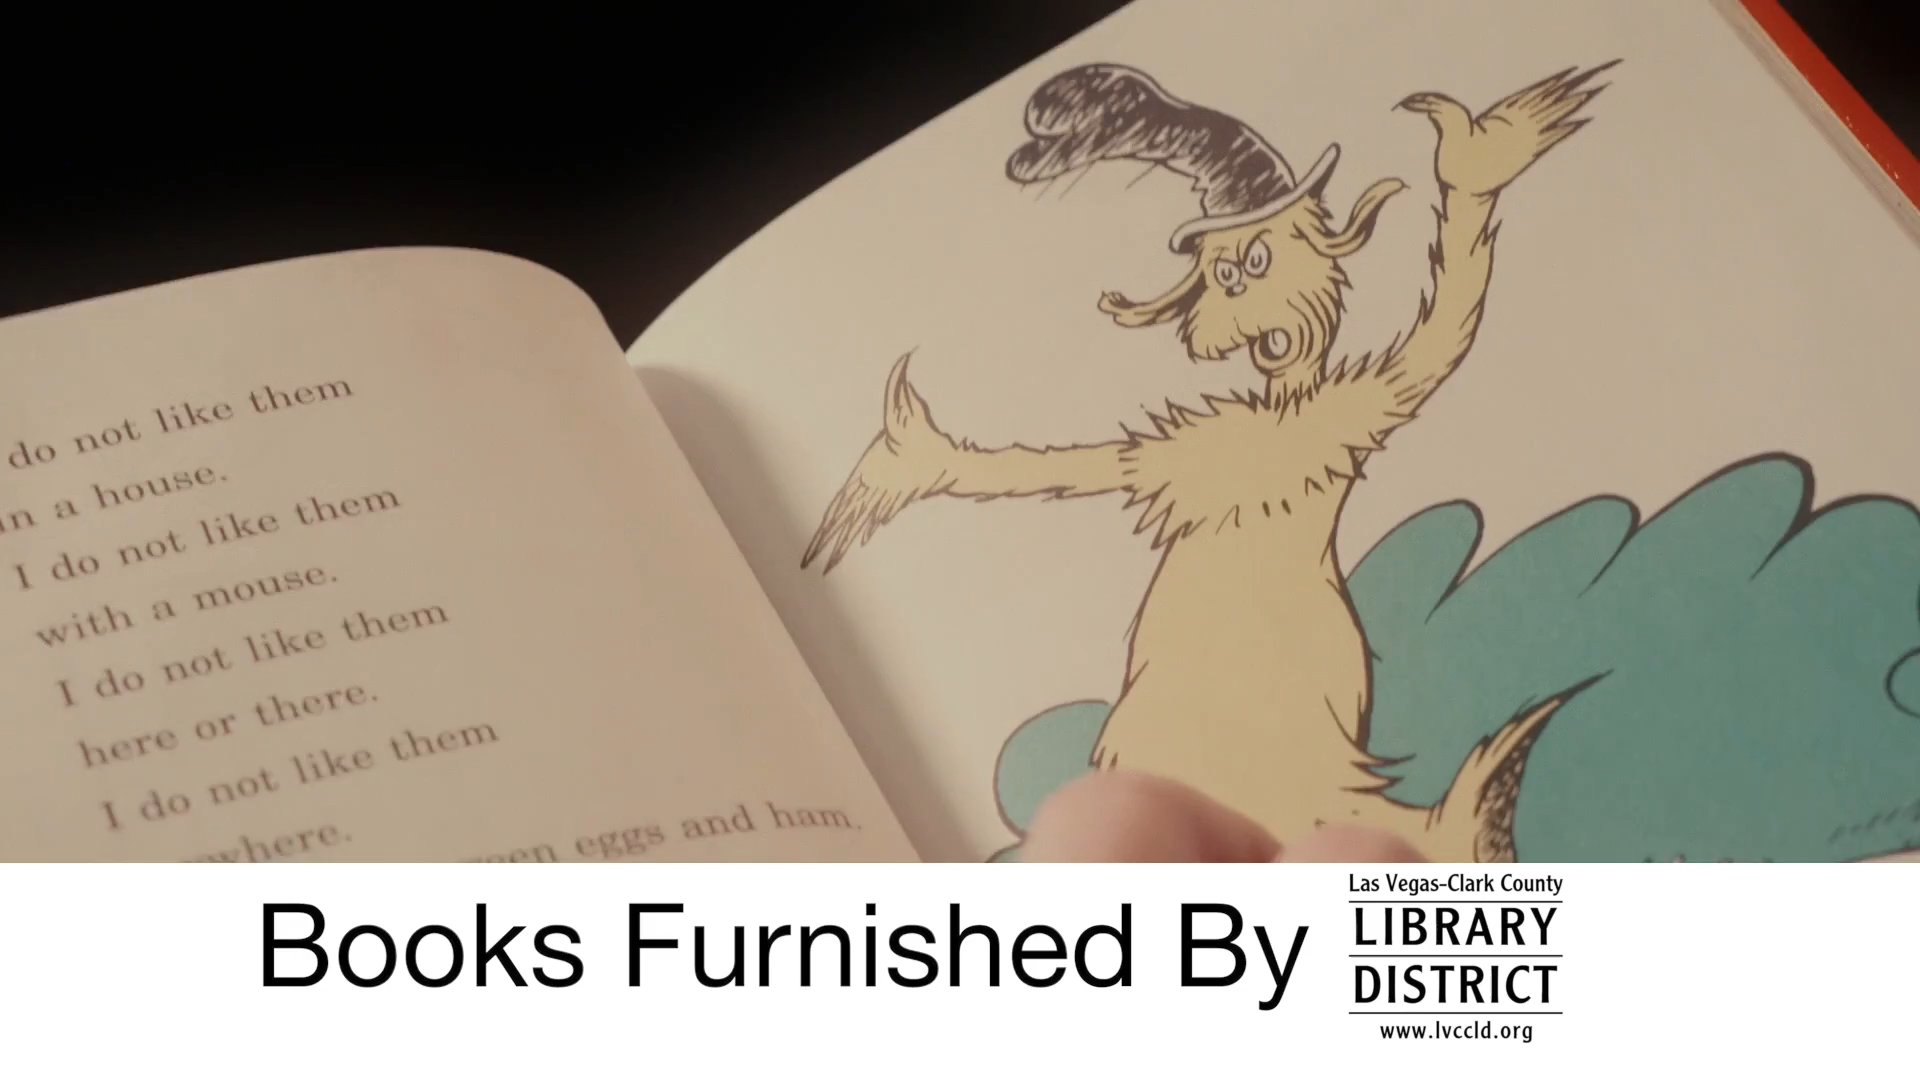 do not like them
in a house.
I do not like them
with a mouse.
I do not like them
here or there.
I do not like them
where.
eggs and ham.
Books Furnished By
Las Vegas-Clark County
LIBRARY
DISTRICT
www.lvccld.org